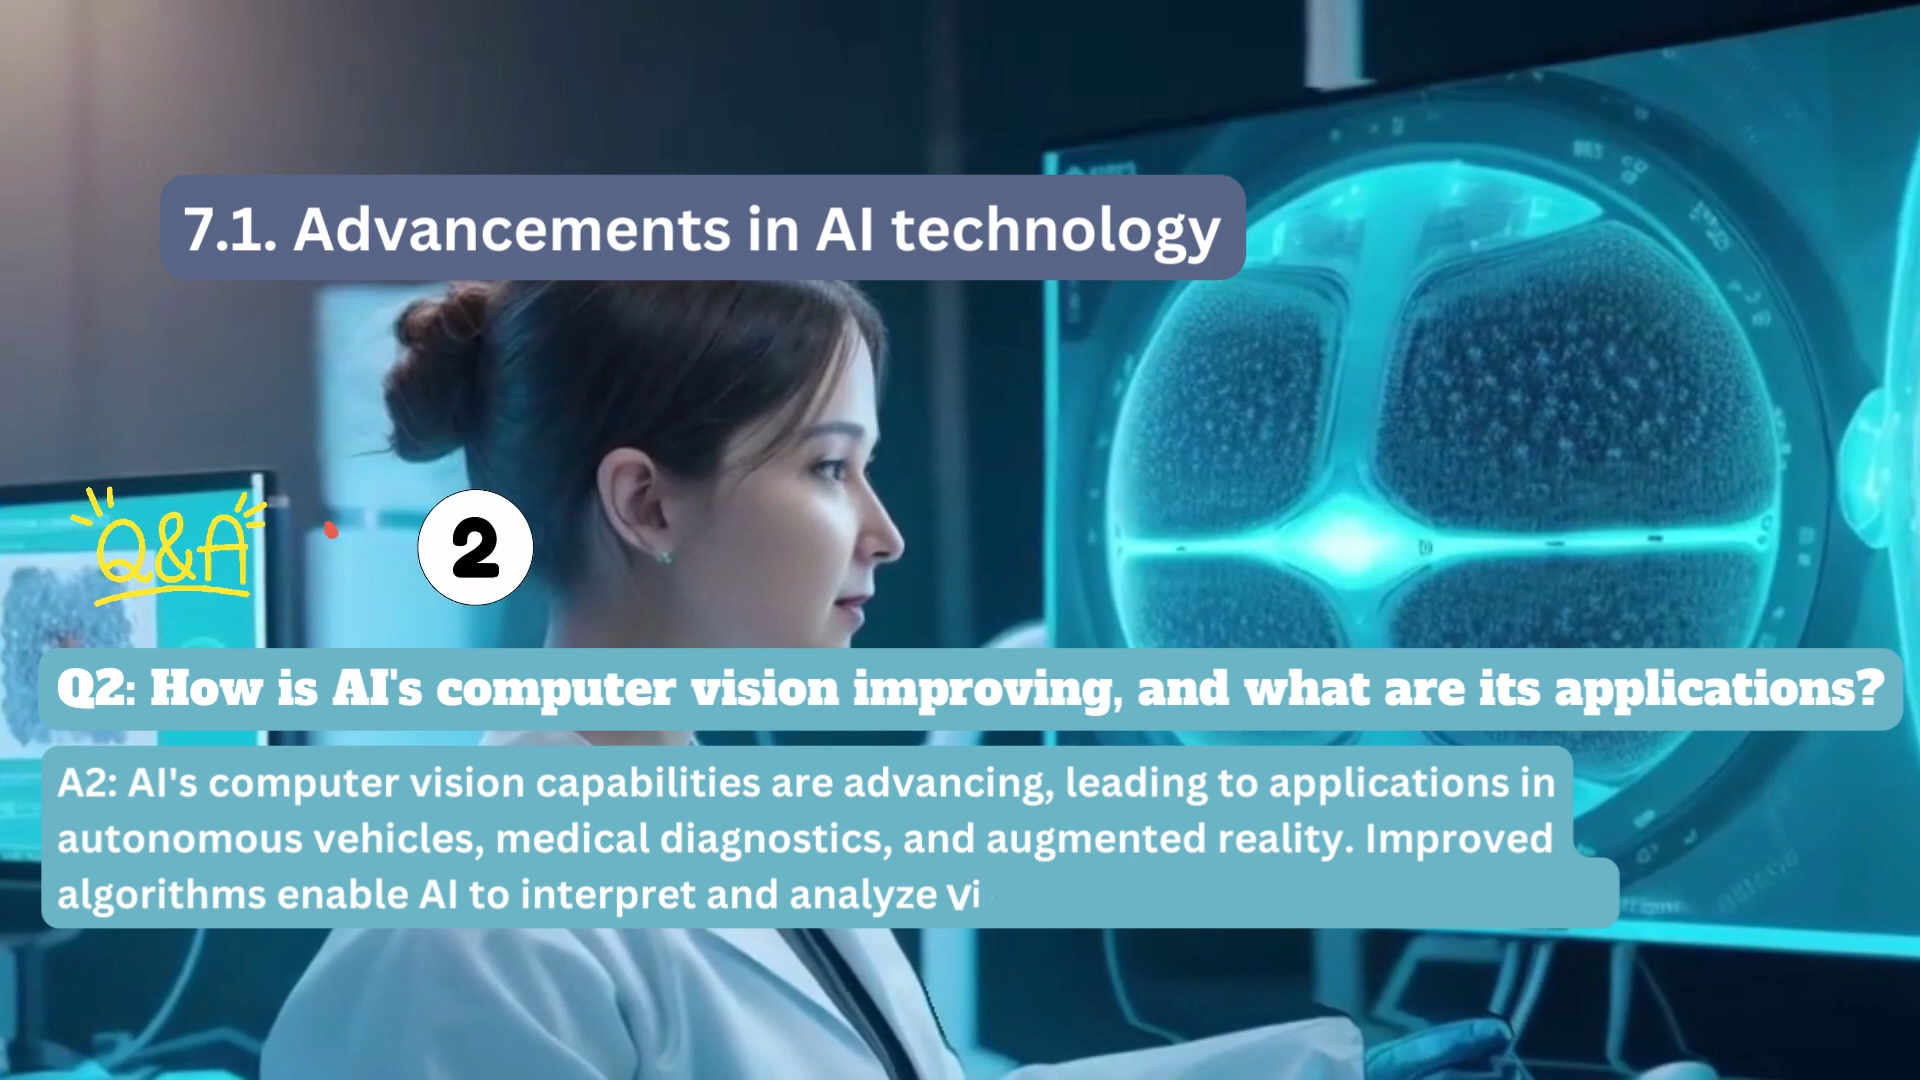 7.1. Advancements in AI technology
Q&A
2
Q2: How is AI's computer vision improving, and what are its applications?
A2: AI's computer vision capabilities are advancing, leading to applications in
autonomous vehicles, medical diagnostics, and augmented reality. Improved
algorithms enable AI to interpret and analyze vi